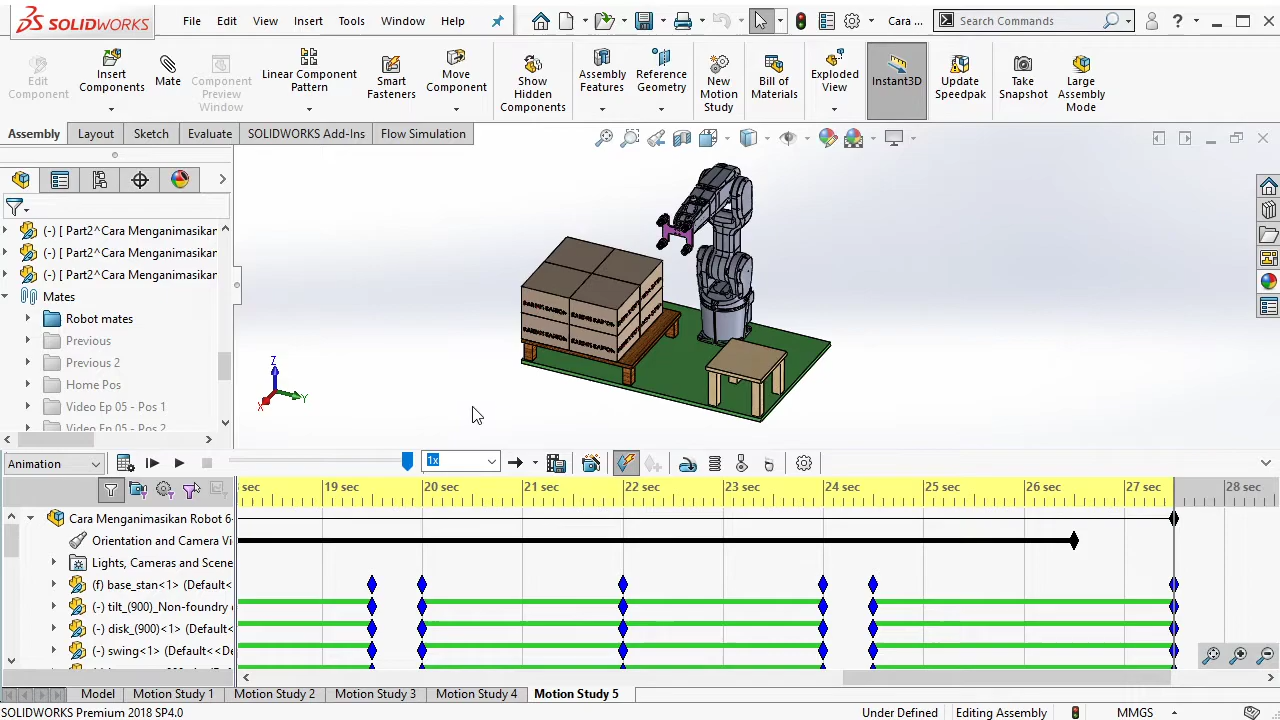 SOLIDWORKS
File Edit View Insert Tools Window Help
Cara ...
Search Commands
Edit Component
Insert Components
Mate
Component Preview Window
Linear Component Pattern
Smart Fasteners
Move Component
Show Hidden Components
Assembly Features
Reference Geometry
New Motion Study
Bill of Materials
Exploded View
Instant3D
Update Speedpak
Take Snapshot
Large Assembly Mode
Assembly Layout Sketch Evaluate SOLIDWORKS Add-Ins Flow Simulation
(-) [ Part2^Cara Menganimasikan
(-) [ Part2^Cara Menganimasikan
(-) [ Part2^Cara Menganimasikan
Mates
Robot mates
Previous
Previous 2
Home Pos
Video Ep 05 - Pos 1
Video Ep 05 - Pos 2
Z
X Y
Animation
1x
sec 19 sec 20 sec 21 sec 22 sec 23 sec 24 sec 25 sec 26 sec 27 sec 28 sec
Cara Menganimasikan Robot 6-
Orientation and Camera Vi
Lights, Cameras and Scene
(f) base_stan<1> (Default<
(-) tilt_(900)_Non-foundry
(-) disk_(900)<1> (Default<
(-) swing<1> (Default<<D
Model Motion Study 1 Motion Study 2 Motion Study 3 Motion Study 4 Motion Study 5
SOLIDWORKS Premium 2018 SP4.0
Under Defined Editing Assembly MMGS